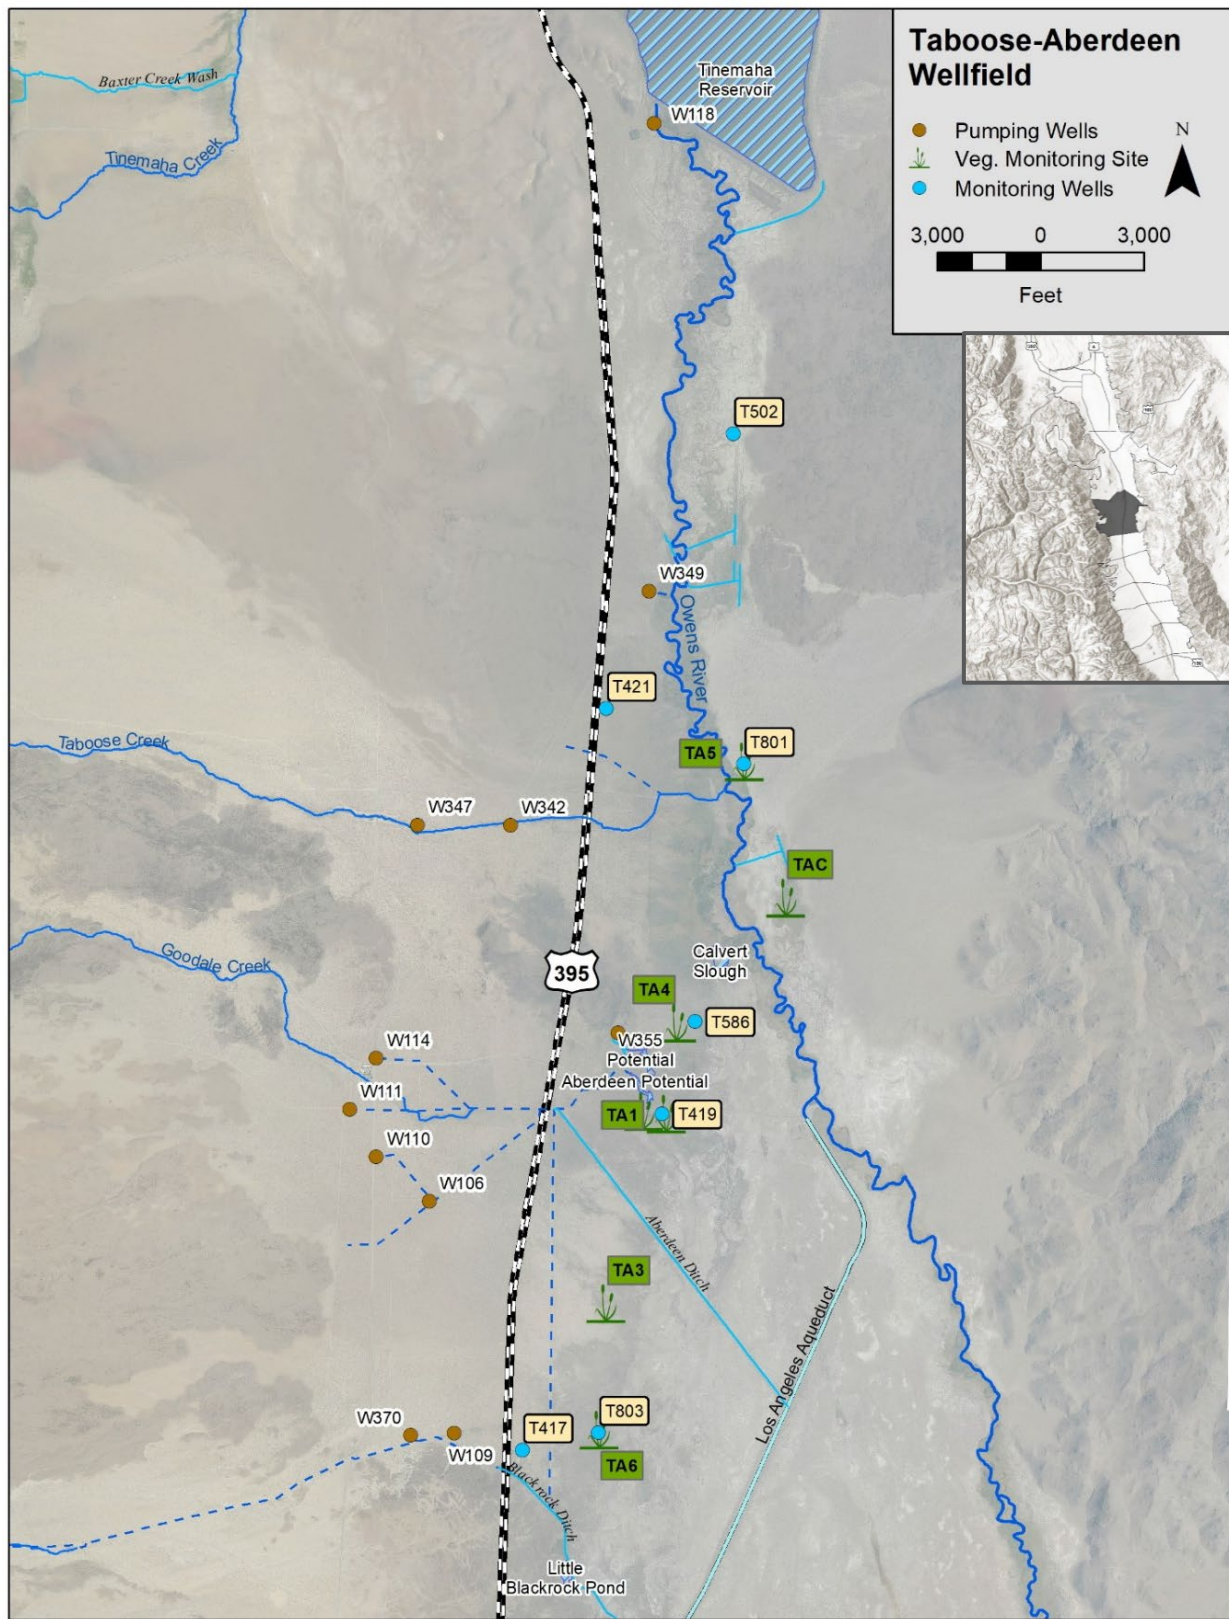 Taboose-Aberdeen
Wellfield
Pumping Wells
Veg. Monitoring Site
Monitoring Wells
N
3,000 0 3,000
Feet
Baxter Creek Wash
Tinemaha Creek
Tinemaha
Reservoir
W118
T502
W349
Owens River
T421
Taboose Creek
TA5
T801
W347
W342
TAC
Goodale Creek
395
Calvert
Slough
TA4
T586
W114
W355
Potential
Aberdeen Potential
W111
TA1
T419
W110
W106
Aberdeen Ditch
TA3
Los Angeles Aqueduct
W370
W109
T417
T803
TA6
Blackrock Ditch
Little
Blackrock Pond